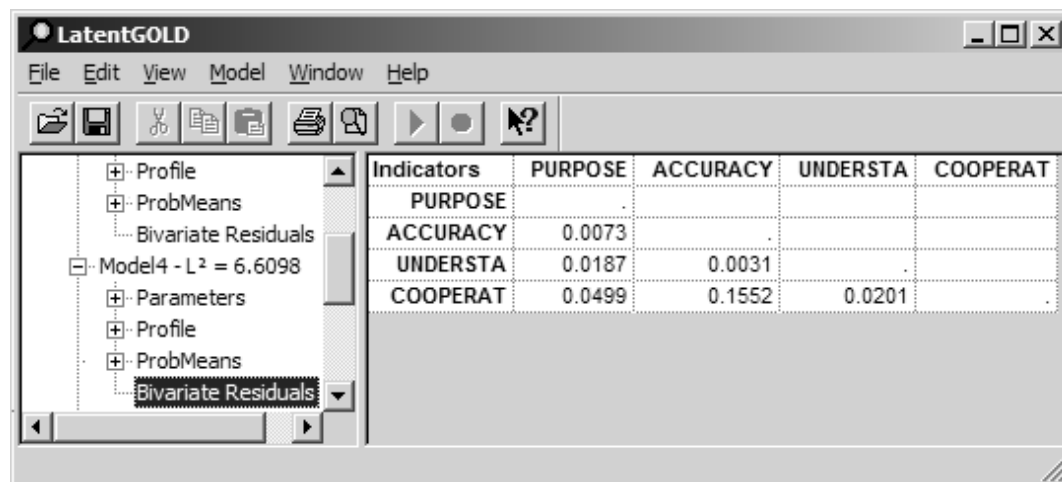 LatentGOLD
File Edit View Model Window Help
Profile
ProbMeans
Bivariate Residuals
Model4 - L² = 6.6098
Parameters
Profile
ProbMeans
Bivariate Residuals
Indicators PURPOSE ACCURACY UNDERSTA COOPERAT
PURPOSE .
ACCURACY 0.0073 .
UNDERSTA 0.0187 0.0031 .
COOPERAT 0.0499 0.1552 0.0201 .